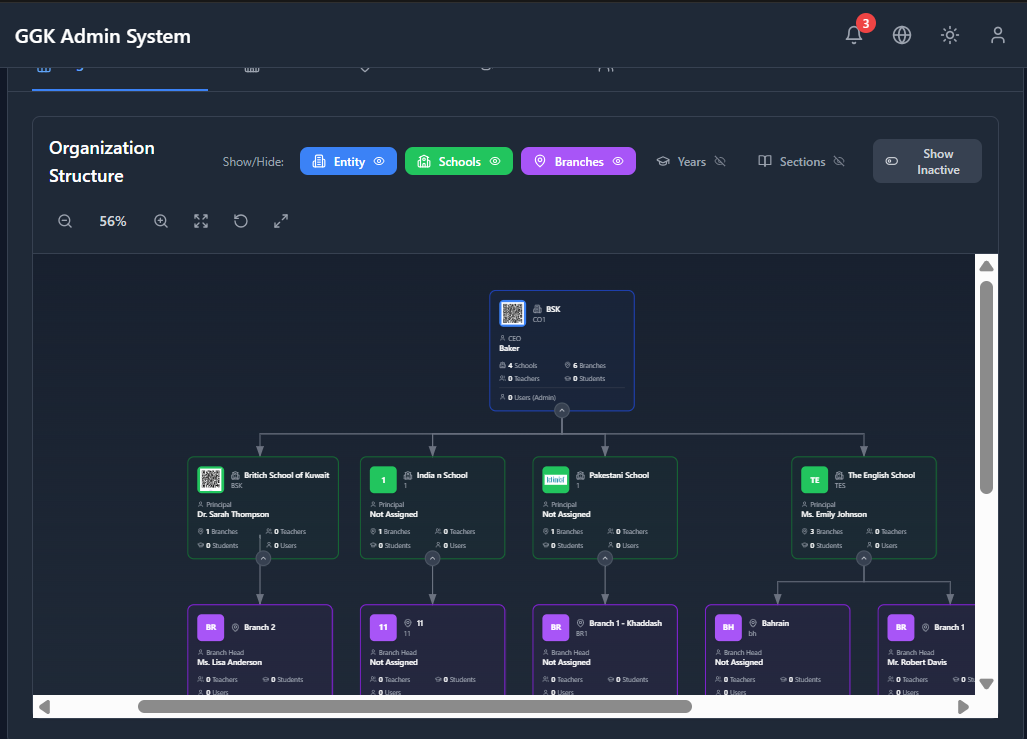 GGK Admin System
3
Organization
Structure
Show/Hide:
Entity
Schools
Branches
Years
Sections
Show
Inactive
56%
BSK
CO1
CEO
Baker
4 Schools
6 Branches
0 Teachers
0 Students
0 Users (Admin)
Britich School of Kuwait
BSK
Principal
Dr. Sarah Thompson
1 Branches
0 Teachers
0 Students
0 Users
1
India n School
1
Principal
Not Assigned
1 Branches
0 Teachers
0 Students
0 Users
Pakestani School
1
Principal
Not Assigned
1 Branches
0 Teachers
0 Students
0 Users
TE
The English School
TES
Principal
Ms. Emily Johnson
3 Branches
0 Teachers
0 Students
0 Users
BR
Branch 2
Branch Head
Ms. Lisa Anderson
0 Teachers
0 Students
0 Users
11
11
11
Branch Head
Not Assigned
0 Teachers
0 Students
0 Users
BR
Branch 1 - Khaddash
BR1
Branch Head
Not Assigned
0 Teachers
0 Students
0 Users
BH
Bahrain
bh
Branch Head
Not Assigned
0 Teachers
0 Students
0 Users
BR
Branch 1
Branch Head
Mr. Robert Davis
0 Teachers
0 St
0 Users